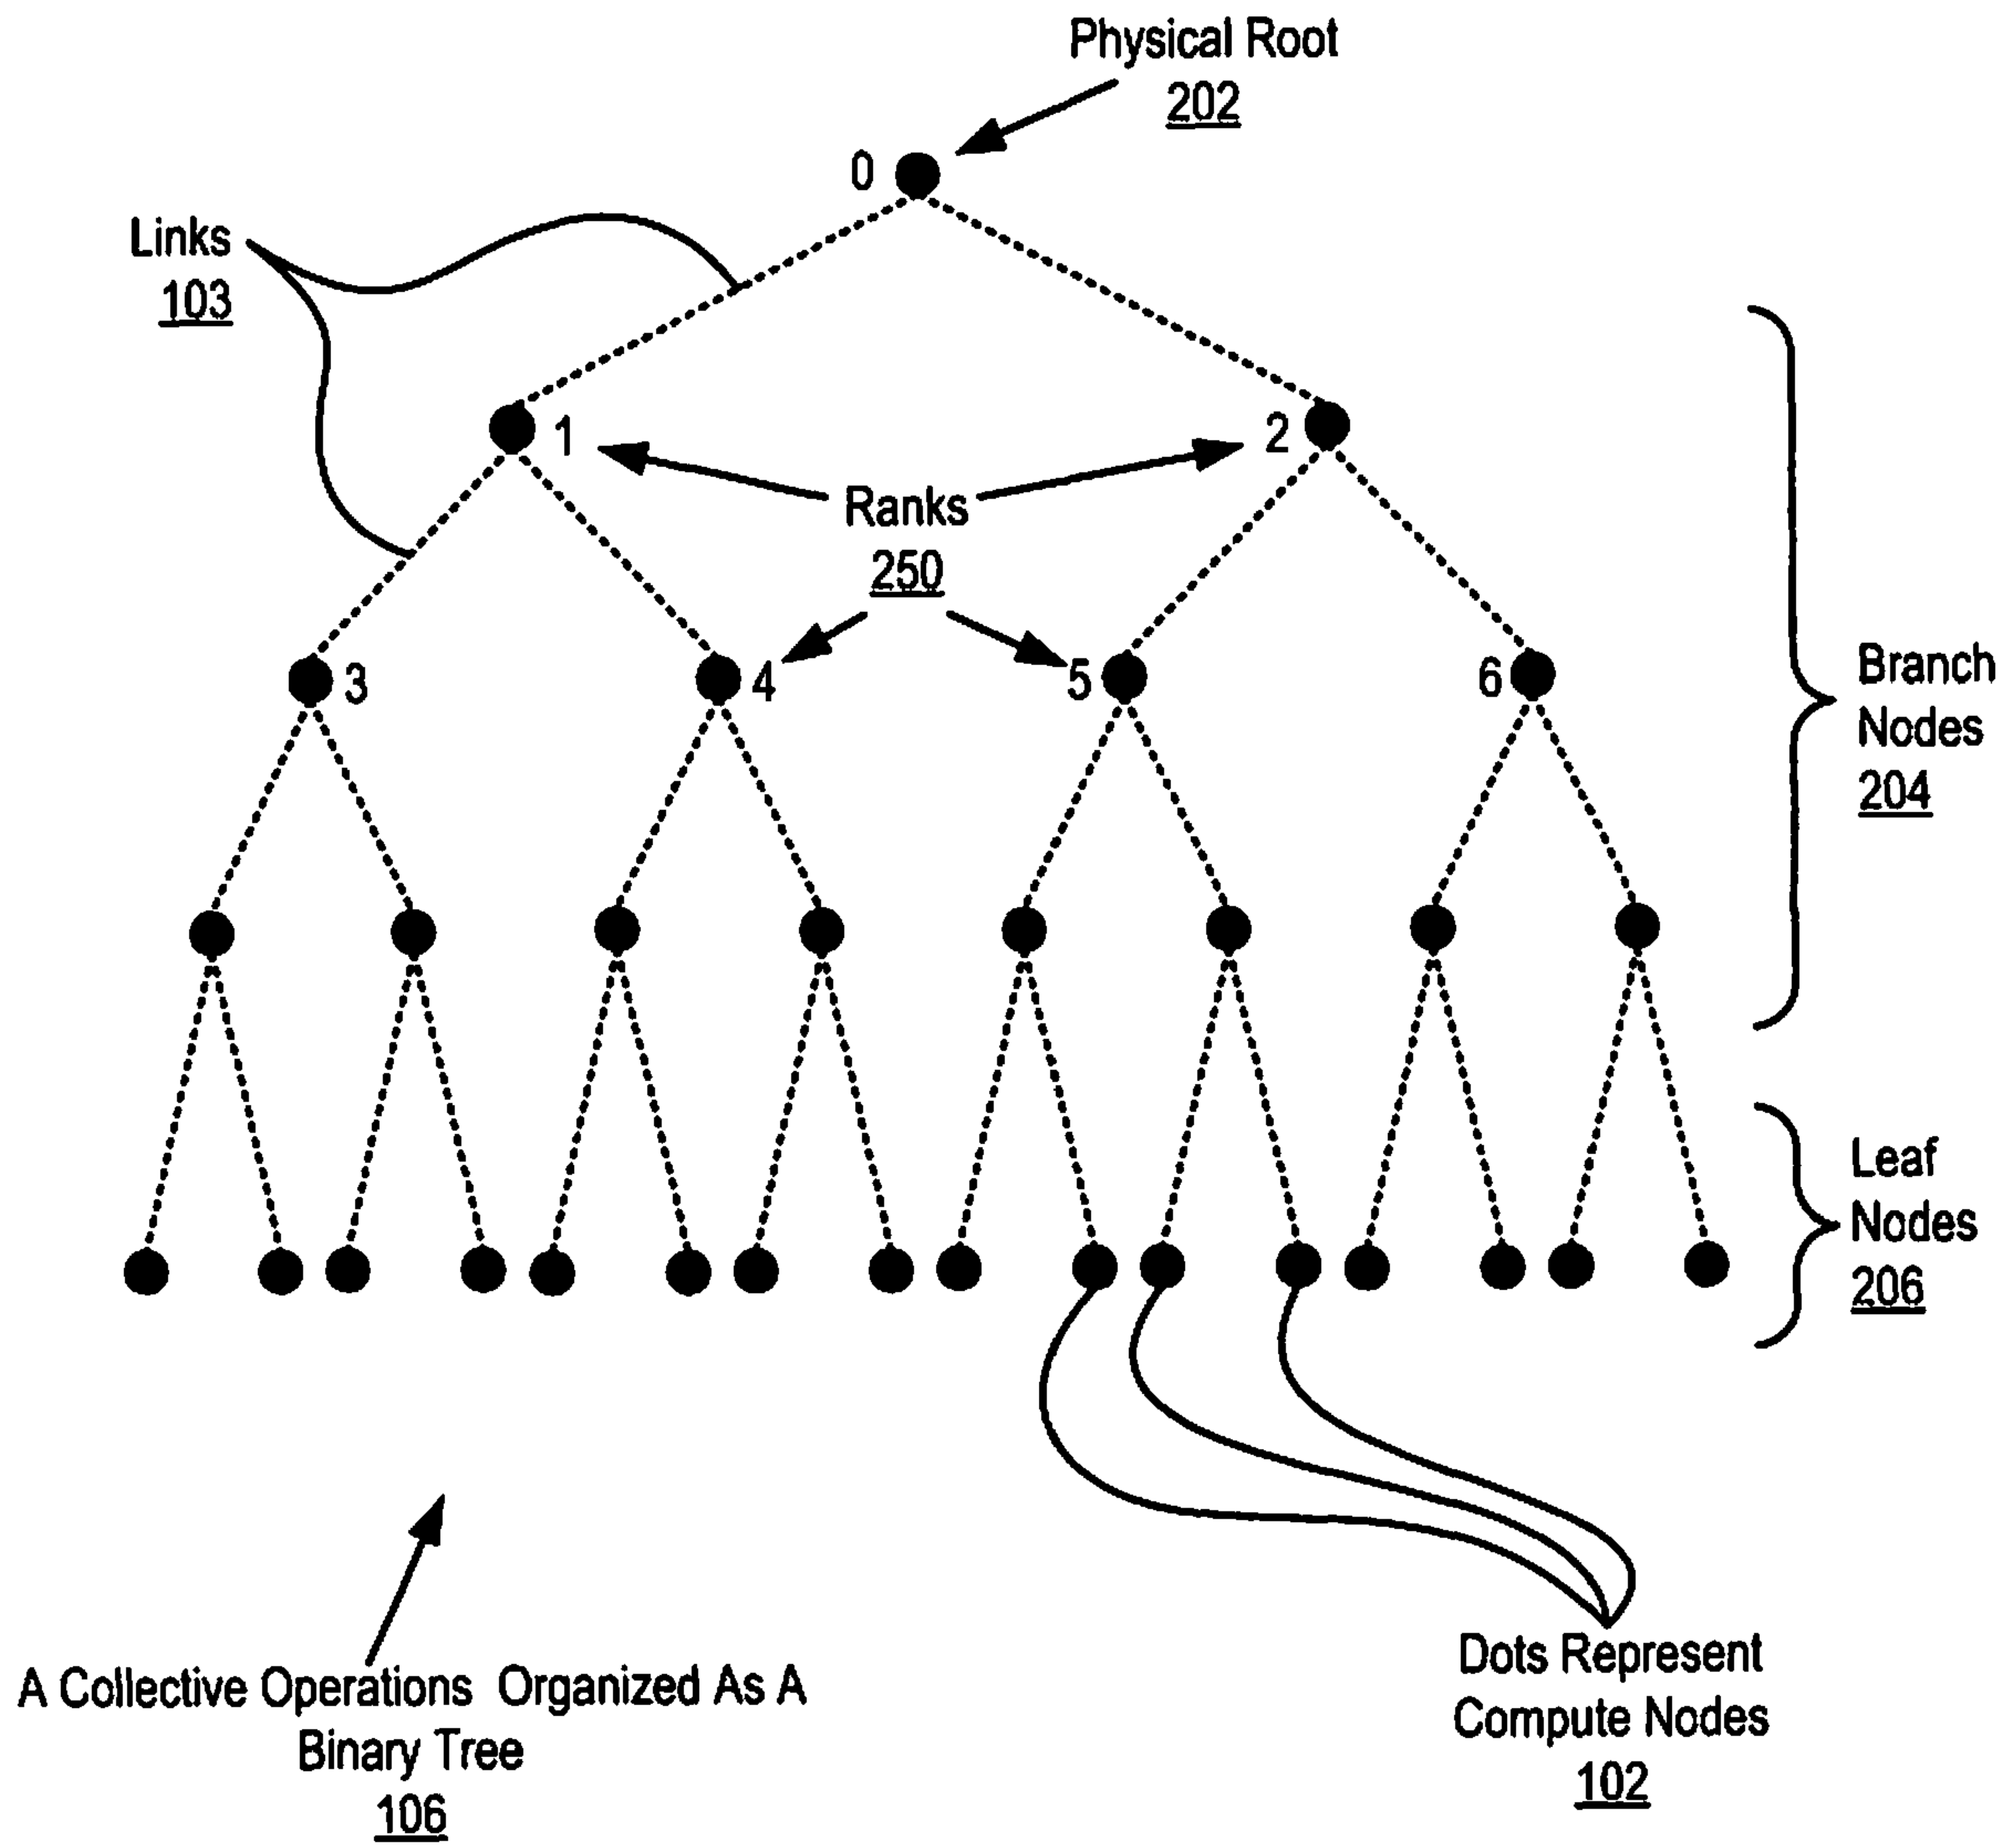 Physical Root
202
0
Links
103
1
2
Ranks
250
3
4
5
6
Branch
Nodes
204
Leaf
Nodes
206
A Collective Operations Organized As A
Binary Tree
106
Dots Represent
Compute Nodes
102